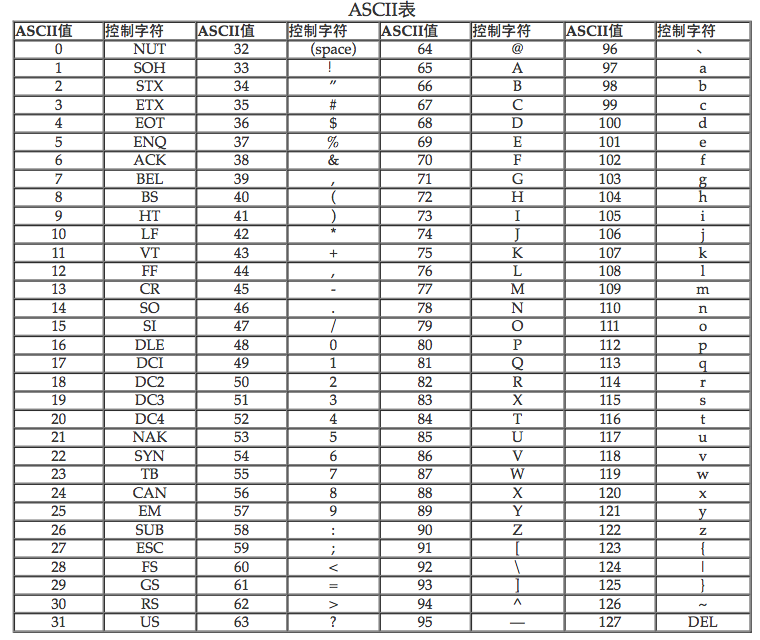 ASCII表
ASCII值 控制字符 ASCII值 控制字符 ASCII值 控制字符 ASCII值 控制字符
0 NUT 32 (space) 64 @ 96 、
1 SOH 33 ! 65 A 97 a
2 STX 34 ” 66 B 98 b
3 ETX 35 # 67 C 99 c
4 EOT 36 $ 68 D 100 d
5 ENQ 37 % 69 E 101 e
6 ACK 38 & 70 F 102 f
7 BEL 39 , 71 G 103 g
8 BS 40 ( 72 H 104 h
9 HT 41 ) 73 I 105 i
10 LF 42 * 74 J 106 j
11 VT 43 + 75 K 107 k
12 FF 44 , 76 L 108 l
13 CR 45 - 77 M 109 m
14 SO 46 . 78 N 110 n
15 SI 47 / 79 O 111 o
16 DLE 48 0 80 P 112 p
17 DCI 49 1 81 Q 113 q
18 DC2 50 2 82 R 114 r
19 DC3 51 3 83 X 115 s
20 DC4 52 4 84 T 116 t
21 NAK 53 5 85 U 117 u
22 SYN 54 6 86 V 118 v
23 TB 55 7 87 W 119 w
24 CAN 56 8 88 X 120 x
25 EM 57 9 89 Y 121 y
26 SUB 58 : 90 Z 122 z
27 ESC 59 ; 91 [ 123 {
28 FS 60 < 92 \ 124 |
29 GS 61 = 93 ] 125 }
30 RS 62 > 94 ^ 126 ~
31 US 63 ? 95 — 127 DEL